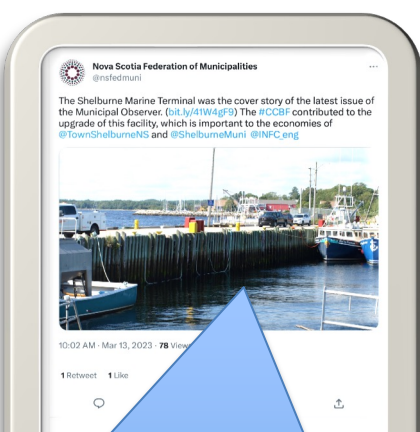 Nova Scotia Federation of Municipalities
@nsfedmuni
The Shelburne Marine Terminal was the cover story of the latest issue of
the Municipal Observer. (bit.ly/41W4gF9) The #CCBF contributed to the
upgrade of this facility, which is important to the economies of
@TownShelburneNS and @ShelburneMuni @INFC_eng
10:02 AM · Mar 13, 2023 · 78 Views
1 Retweet 1 Like